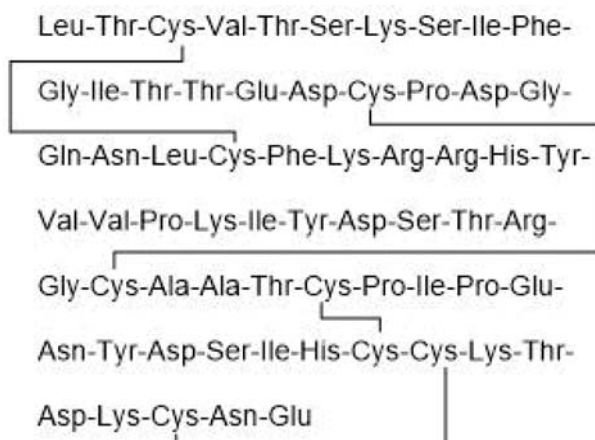 Leu-Thr-Cys-Val-Thr-Ser-Lys-Ser-Ile-Phe-
Gly-Ile-Thr-Thr-Glu-Asp-Cys-Pro-Asp-Gly-
Gln-Asn-Leu-Cys-Phe-Lys-Arg-Arg-His-Tyr-
Val-Val-Pro-Lys-Ile-Tyr-Asp-Ser-Thr-Arg-
Gly-Cys-Ala-Ala-Thr-Cys-Pro-Ile-Pro-Glu-
Asn-Tyr-Asp-Ser-Ile-His-Cys-Cys-Lys-Thr-
Asp-Lys-Cys-Asn-Glu